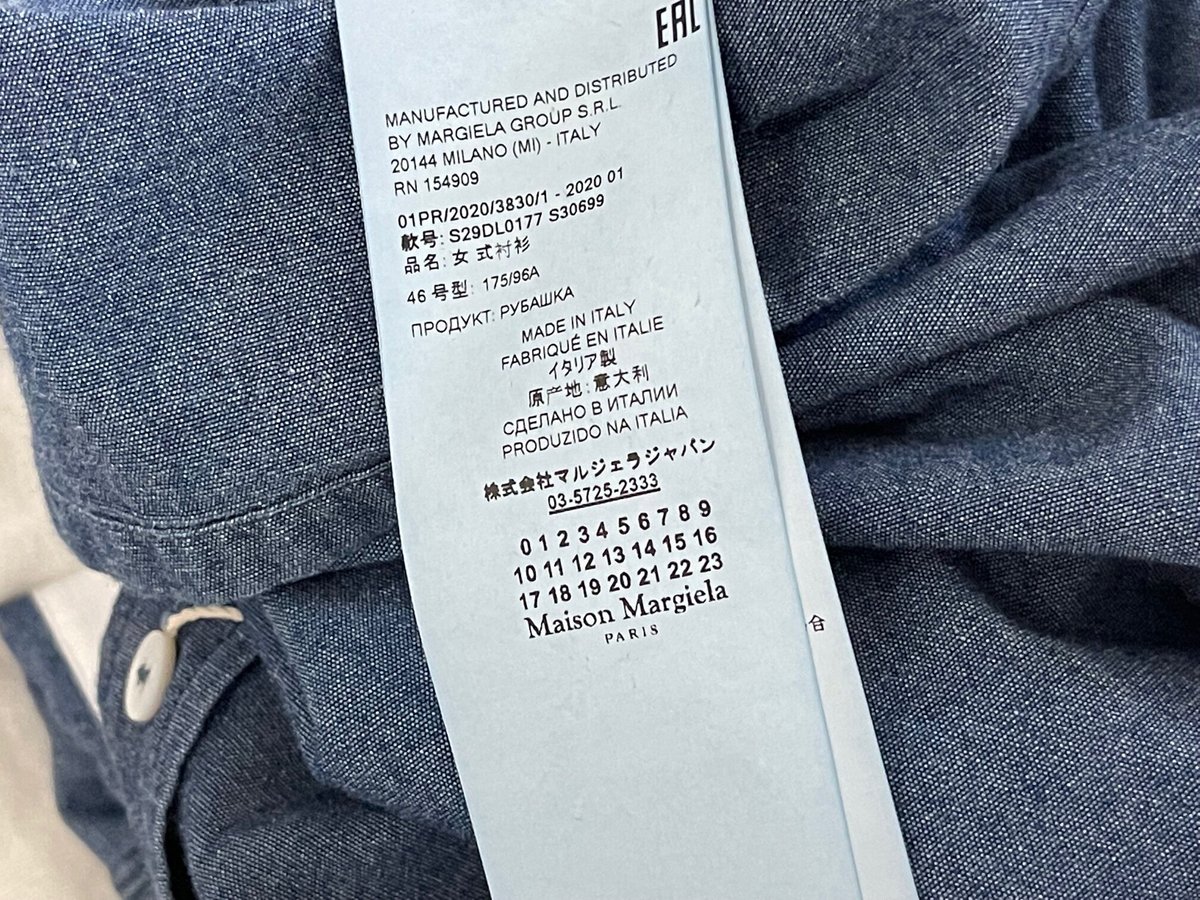 EAC
MANUFACTURED AND DISTRIBUTED
BY MARGIELA GROUP S.R.L.
20144 MILANO (MI) - ITALY
RN 154909
01PR/2020/3830/1 - 2020 01
款号: S29DL0177 S30699
品名: 女式衬衫
46 号型: 175/96A
ПРОДУКТ: РУБАШКА
MADE IN ITALY
FABRIQUÉ EN ITALIE
イタリア製
原产地: 意大利
СДЕЛАНО В ИТАЛИИ
PRODUZIDO NA ITALIA
株式会社マルジェラジャパン
03-5725-2333
0 1 2 3 4 5 6 7 8 9
10 11 12 13 14 15 16
17 18 19 20 21 22 23
Maison Margiela
PARIS